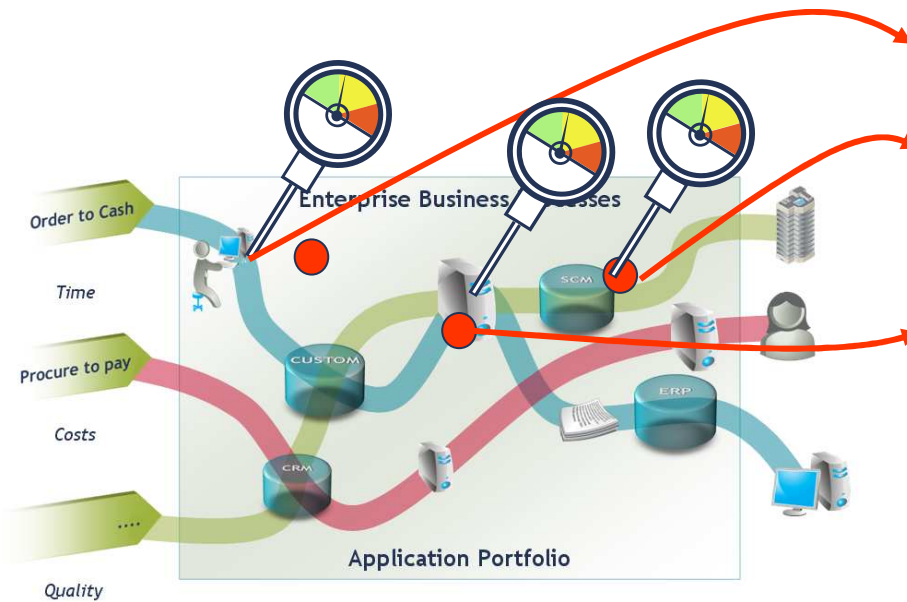 Enterprise Business
Order to Cash
Time
SCM
CUSTOM
Procure to pay
ERP
Costs
CRM
....
Application Portfolio
Quality